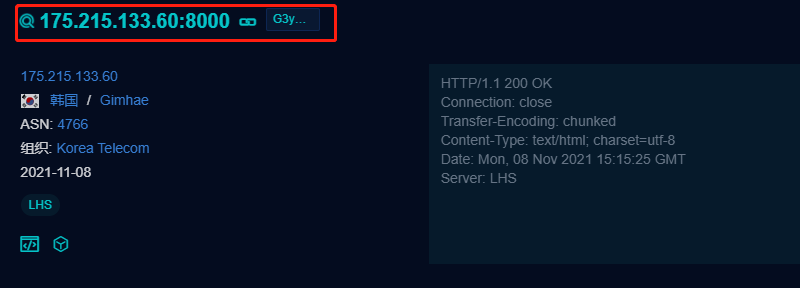 175.215.133.60:8000 G3y...
175.215.133.60
韩国 / Gimhae
ASN: 4766
组织: Korea Telecom
2021-11-08
LHS
HTTP/1.1 200 OK
Connection: close
Transfer-Encoding: chunked
Content-Type: text/html; charset=utf-8
Date: Mon, 08 Nov 2021 15:15:25 GMT
Server: LHS